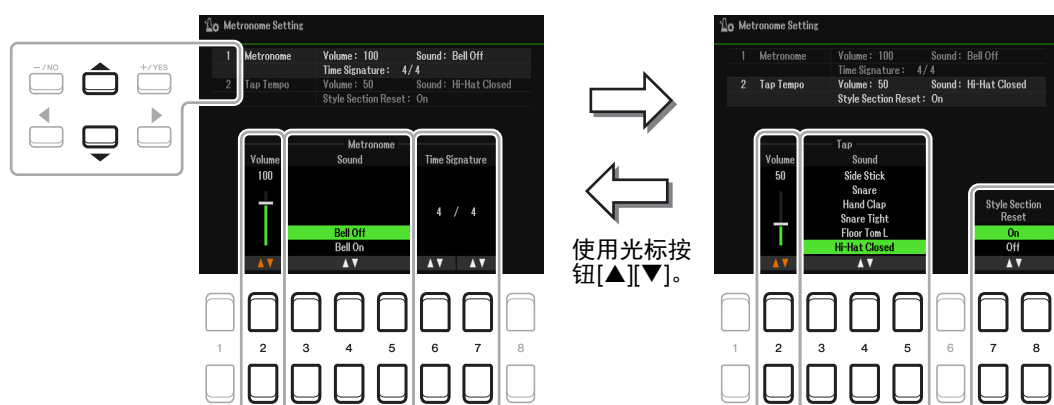 Metronome Setting
1 Metronome Volume : 100 Sound : Bell Off
Time Signature : 4/4
2 Tap Tempo Volume : 50 Sound : Hi-Hat Closed
Style Section Reset : On
-/NO +/YES
Metronome
Volume Sound Time Signature
100
4 / 4
Bell Off
Bell On
1 2 3 4 5 6 7 8
使用光标按
钮[▲][▼]。
Metronome Setting
1 Metronome Volume : 100 Sound : Bell Off
Time Signature : 4/4
2 Tap Tempo Volume : 50 Sound : Hi-Hat Closed
Style Section Reset : On
Tap
Volume Sound
50
Side Stick
Snare
Hand Clap
Snare Tight
Floor Tom L
Hi-Hat Closed
Style Section
Reset
On
Off
1 2 3 4 5 6 7 8